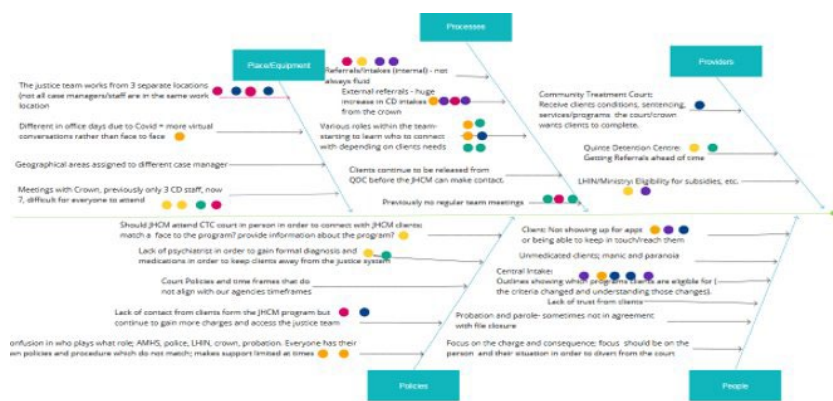 Processes
Place/Equipment
Providers
The justice team works from 3 separate locations
(not all case managers/staff are in the same work
location
Different in office days due to Covid = more virtual
conversations rather than face to face
Geographical areas assigned to different case manager
Meetings with Crown, previously only 3 CD staff, now
7, difficult for everyone to attend
Referrals/Intakes (internal) - not
always fluid
External referrals - huge
increase in CD intakes
from the crown
Various roles within the team-
starting to learn who to connect
with depending on clients needs
Clients continue to be released from
QDC before the JHCM can make contact.
Previously no regular team meetings
Community Treatment Court:
Receive clients conditions, sentencing,
services/programs the court/crown
wants clients to complete.
Quinte Detention Centre:
Getting Referrals ahead of time
LHIN/Ministry: Eligibility for subsidies, etc.
Should JHCM attend CTC court in person in order to connect with JHCM clients;
match a face to the program? provide information about the program?
Lack of psychiatrist in order to gain formal diagnosis and
medications in order to keep clients away from the justice system
Court Policies and time frames that do
not align with our agencies timeframes
Lack of contact from clients form the JHCM program but
continue to gain more charges and access the justice team
onfusion in who plays what role; AMHS, police, LHIN, crown, probation. Everyone has their
wn policies and procedure which do not match; makes support limited at times
Client: Not showing up for apps
or being able to keep in touch/reach them
Unmedicated clients; manic and paranoia
Central Intake:
Outlines showing which programs clients are eligible for (
the criteria changed and understanding those changes).
Lack of trust from clients
Probation and parole- sometimes not in agreement
with file closure
Focus on the charge and consequence; focus should be on the
person and their situation in order to divert from the court
Policies
People